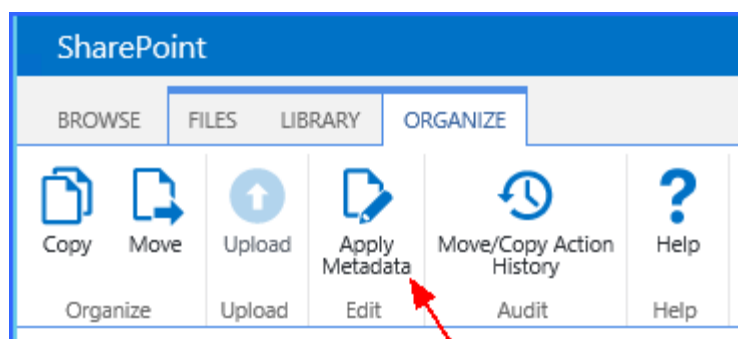 SharePoint
BROWSE FILES LIBRARY ORGANIZE
Copy Move Upload Apply Metadata Move/Copy Action History Help
Organize Upload Edit Audit Help